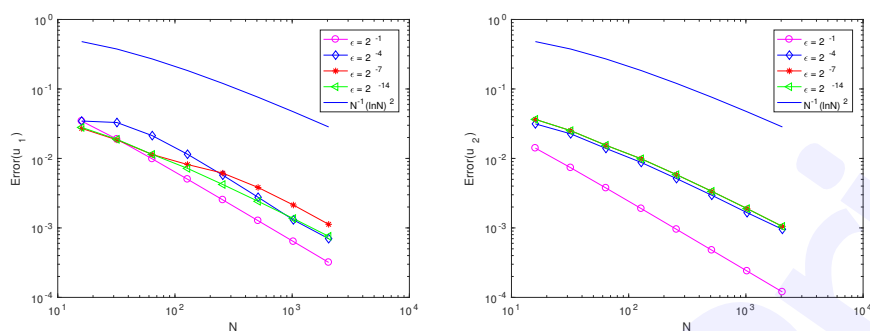 10^0
10^-1
10^-2
10^-3
10^-4
10^1
10^2
10^3
10^4
N
Error(u_1)
ϵ = 2^-1
ϵ = 2^-4
ϵ = 2^-7
ϵ = 2^-14
N^-1 (lnN)^2
10^0
10^-1
10^-2
10^-3
10^-4
10^1
10^2
10^3
10^4
N
Error(u_2)
ϵ = 2^-1
ϵ = 2^-4
ϵ = 2^-7
ϵ = 2^-14
N^-1 (lnN)^2